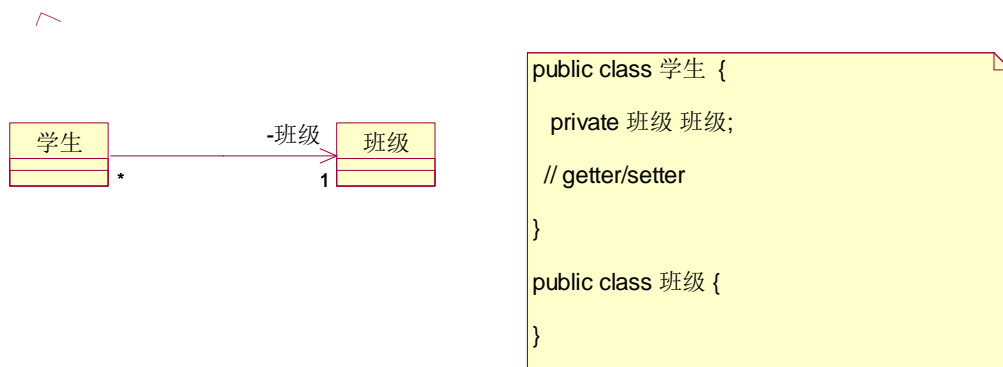 学生
-班级
班级
*
1
public class 学生 {
private 班级 班级;
// getter/setter
}
public class 班级 {
}